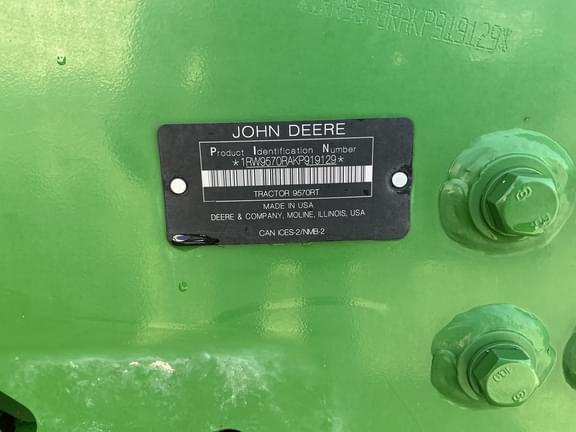 9570RAKP919129*
JOHN DEERE
Product Identification Number
*1RW9570RAKP919129*
TRACTOR 9570RT
MADE IN USA
DEERE & COMPANY, MOLINE, ILLINOIS, USA
CAN ICES-2/NMB-2